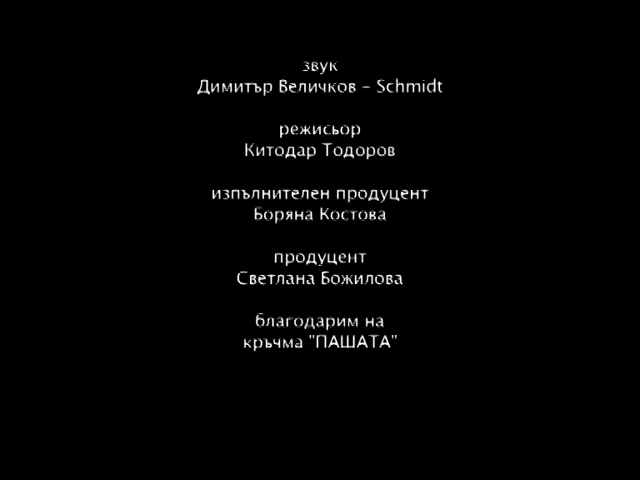 звук
Димитър Величков - Schmidt
режисьор
Китодар Тодоров
изпълнителен продуцент
Боряна Костова
продуцент
Светлана Божилова
благодарим на
кръчма "ПАШАТА"